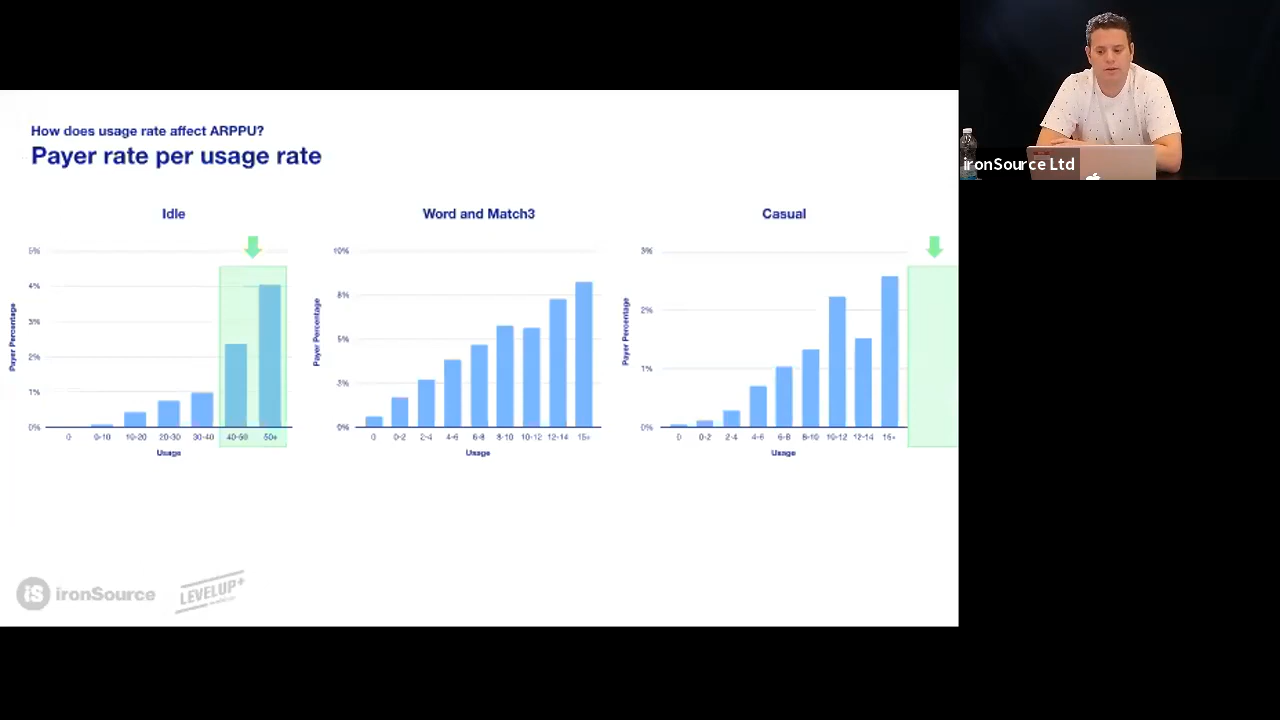 How does usage rate affect ARPPU?
Payer rate per usage rate
ironSource Ltd
Idle
5%
4%
3%
2%
1%
0%
Payer Percentage
0 0-10 10-20 20-30 30-40 40-50 50+
Usage
Word and Match3
10%
8%
5%
3%
0%
Payer Percentage
0 0-2 2-4 4-6 6-8 8-10 10-12 12-14 15+
Usage
Casual
3%
2%
1%
0%
Payer Percentage
0 0-2 2-4 4-6 6-8 8-10 10-12 12-14 15+
Usage
iS ironSource
LEVELUP+